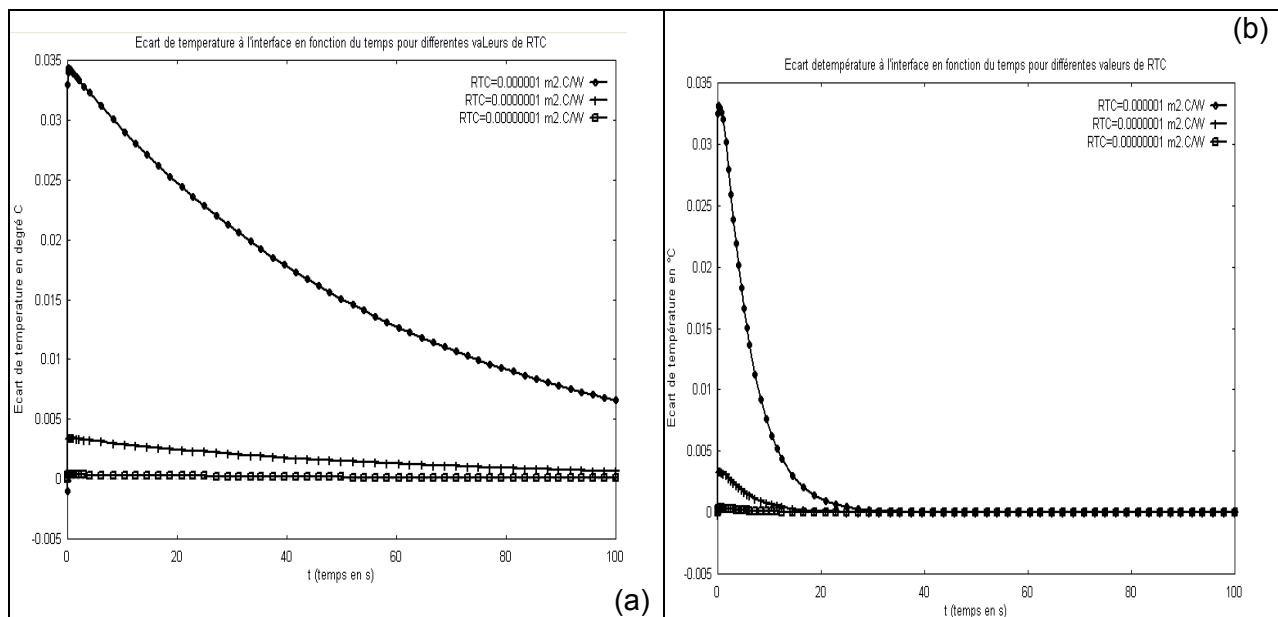 Ecart de temperature à l'interface en fonction du temps pour differentes vaLeurs de RTC
0.035
0.03
0.025
0.02
0.015
0.01
0.005
0
-0.005
Ecart de temperature en degré C
RTC=0.000001 m2.C/W
RTC=0.0000001 m2.C/W
RTC=0.00000001 m2.C/W
0
20
40
60
80
100
t (temps en s)
(a)
(b)
Ecart detempérature à l'interface en fonction du temps pour différentes valeurs de RTC
0.035
0.03
0.025
0.02
0.015
0.01
0.005
0
-0.005
Ecart de température en °C
RTC=0.000001 m2.C/W
RTC=0.0000001 m2.C/W
RTC=0.00000001 m2.C/W
0
20
40
60
80
100
t (temps en s)